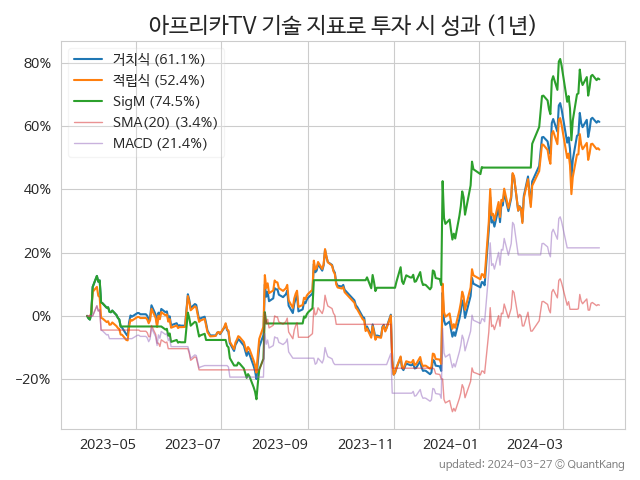 아프리카TV 기술 지표로 투자 시 성과 (1년)
거치식 (61.1%)
적립식 (52.4%)
SigM (74.5%)
SMA(20) (3.4%)
MACD (21.4%)
80%
60%
40%
20%
0%
−20%
2023-05 2023-07 2023-09 2023-11 2024-01 2024-03
updated: 2024-03-27 © QuantKang